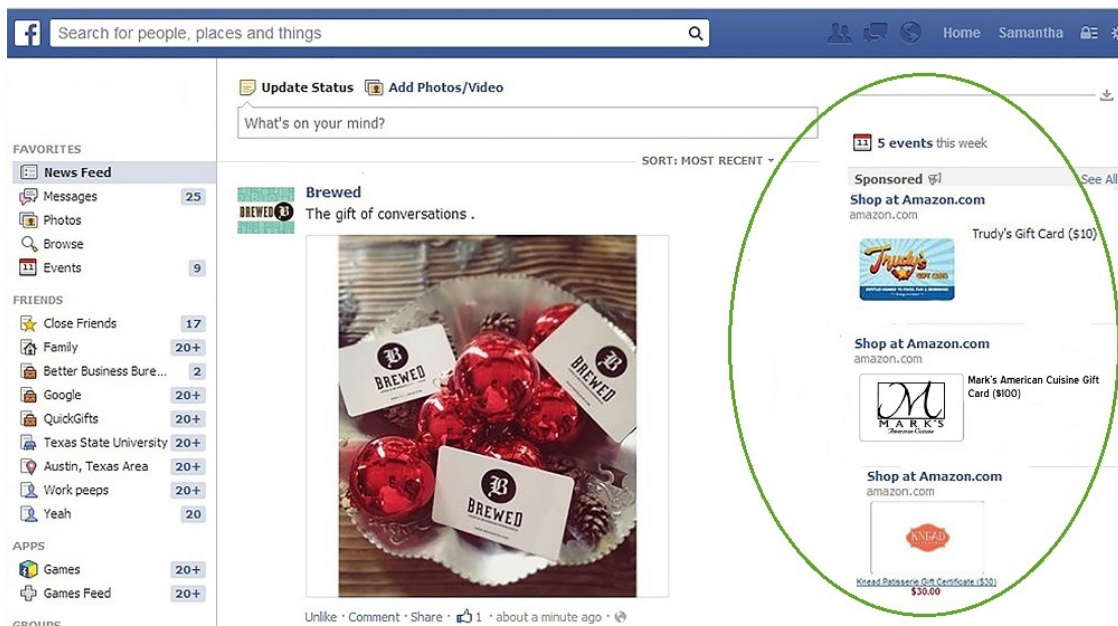 f
Search for people, places and things
Home Samantha
Update Status Add Photos/Video
What's on your mind?
SORT: MOST RECENT
FAVORITES
News Feed
Messages 25
Photos
Browse
11 Events 9
FRIENDS
Close Friends 17
Family 20+
Better Business Bure... 2
Google 20+
QuickGifts 20+
Texas State University 20+
Austin, Texas Area 20+
Work peeps 20+
Yeah 20
APPS
Games 20+
Games Feed 20+
GROUPS
BREWED B
Brewed
The gift of conversations .
B
BREWED
B
BREWED
B
BREWED
Unlike · Comment · Share · 1 · about a minute ago ·
11 5 events this week
Sponsored See All
Shop at Amazon.com
amazon.com
Trudy's Gift Card ($10)
Trudy's
GIFT CARD
Shop at Amazon.com
amazon.com
Mark's American Cuisine Gift
Card ($100)
M
MARK'S
American Cuisine
Shop at Amazon.com
amazon.com
KNEAD
Knead Patisserie Gift Certificate ($30)
$30.00